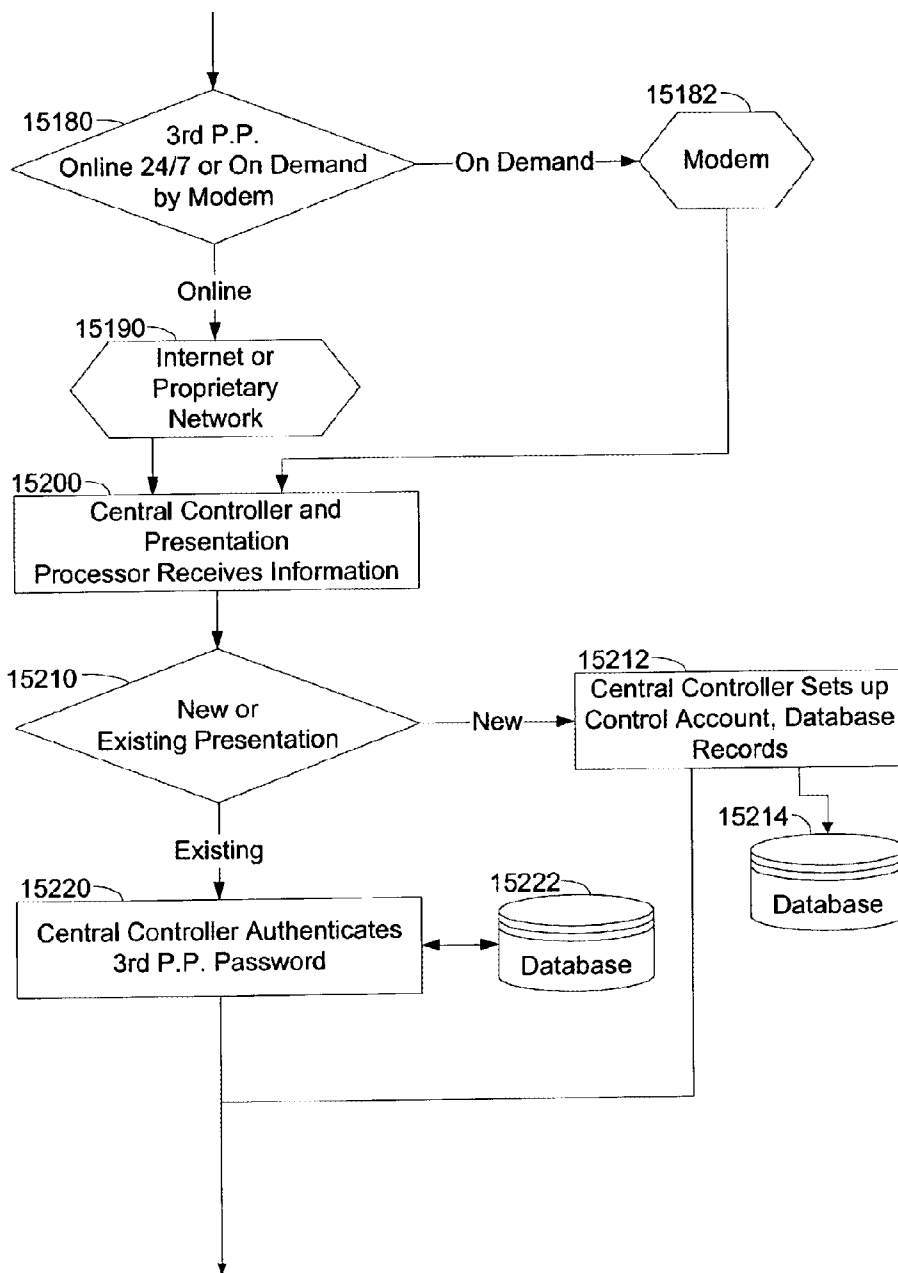 15180
3rd P.P.
Online 24/7 or On Demand
by Modem
On Demand
15182
Modem
Online
15190
Internet or
Proprietary
Network
15200
Central Controller and
Presentation
Processor Receives Information
15210
New or
Existing Presentation
New
15212
Central Controller Sets up
Control Account, Database
Records
15214
Database
Existing
15220
Central Controller Authenticates
3rd P.P. Password
15222
Database